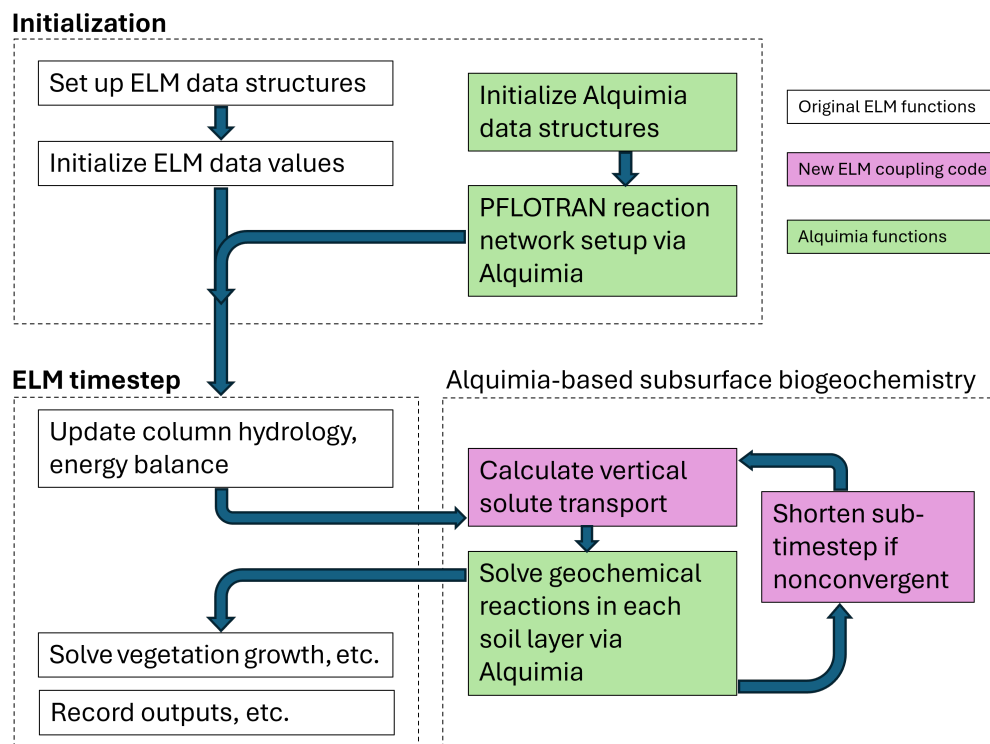 Initialization
Set up ELM data structures
Initialize ELM data values
Initialize Alquimia
data structures
PFLOTRAN reaction
network setup via
Alquimia
Original ELM functions
New ELM coupling code
Alquimia functions
ELM timestep
Update column hydrology,
energy balance
Solve vegetation growth, etc.
Record outputs, etc.
Alquimia-based subsurface biogeochemistry
Calculate vertical
solute transport
Solve geochemical
reactions in each
soil layer via
Alquimia
Shorten sub-
timestep if
nonconvergent